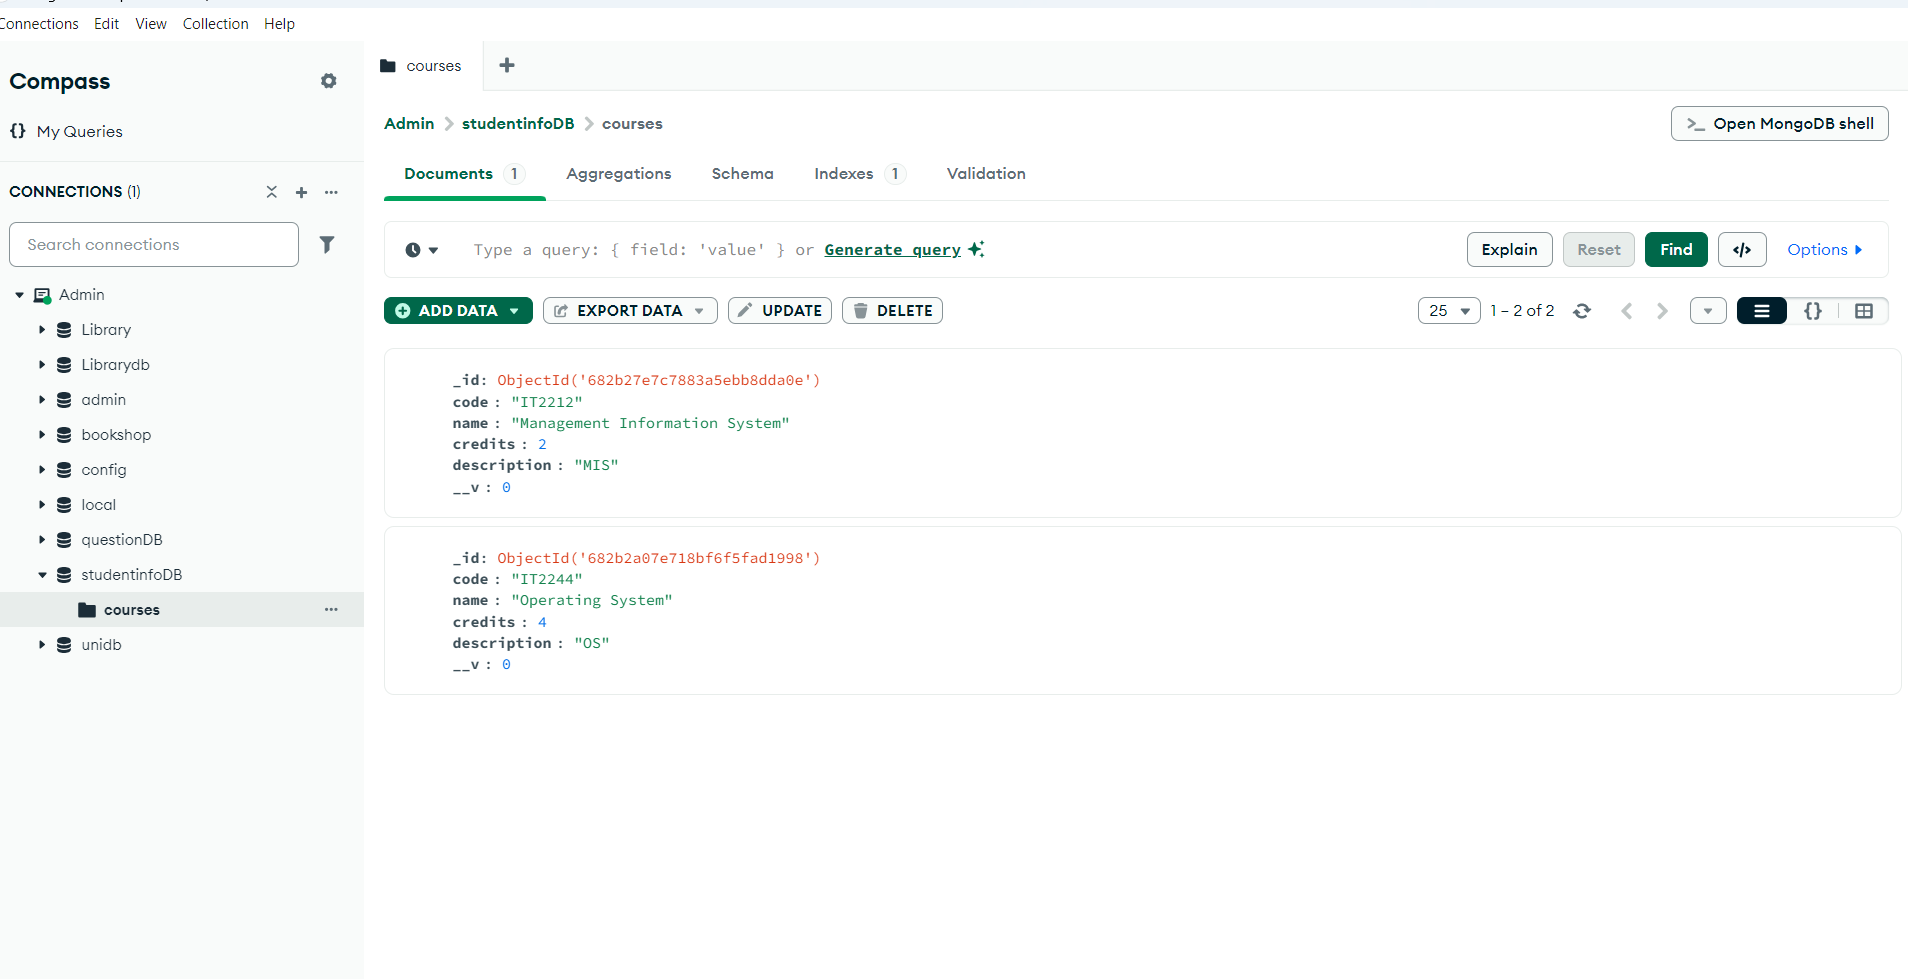 Connections Edit View Collection Help
Compass
My Queries
CONNECTIONS (1)
Search connections
Admin
Library
Librarydb
admin
bookshop
config
local
questionDB
studentinfoDB
courses
unidb
courses
Admin > studentinfoDB > courses
>_ Open MongoDB shell
Documents 1 Aggregations Schema Indexes 1 Validation
Type a query: { field: 'value' } or Generate query
Explain Reset Find </> Options
ADD DATA EXPORT DATA UPDATE DELETE
25 1 – 2 of 2 {}
_id: ObjectId('682b27e7c7883a5ebb8dda0e')
code : "IT2212"
name : "Management Information System"
credits : 2
description : "MIS"
__v : 0
_id: ObjectId('682b2a07e718bf6f5fad1998')
code : "IT2244"
name : "Operating System"
credits : 4
description : "OS"
__v : 0